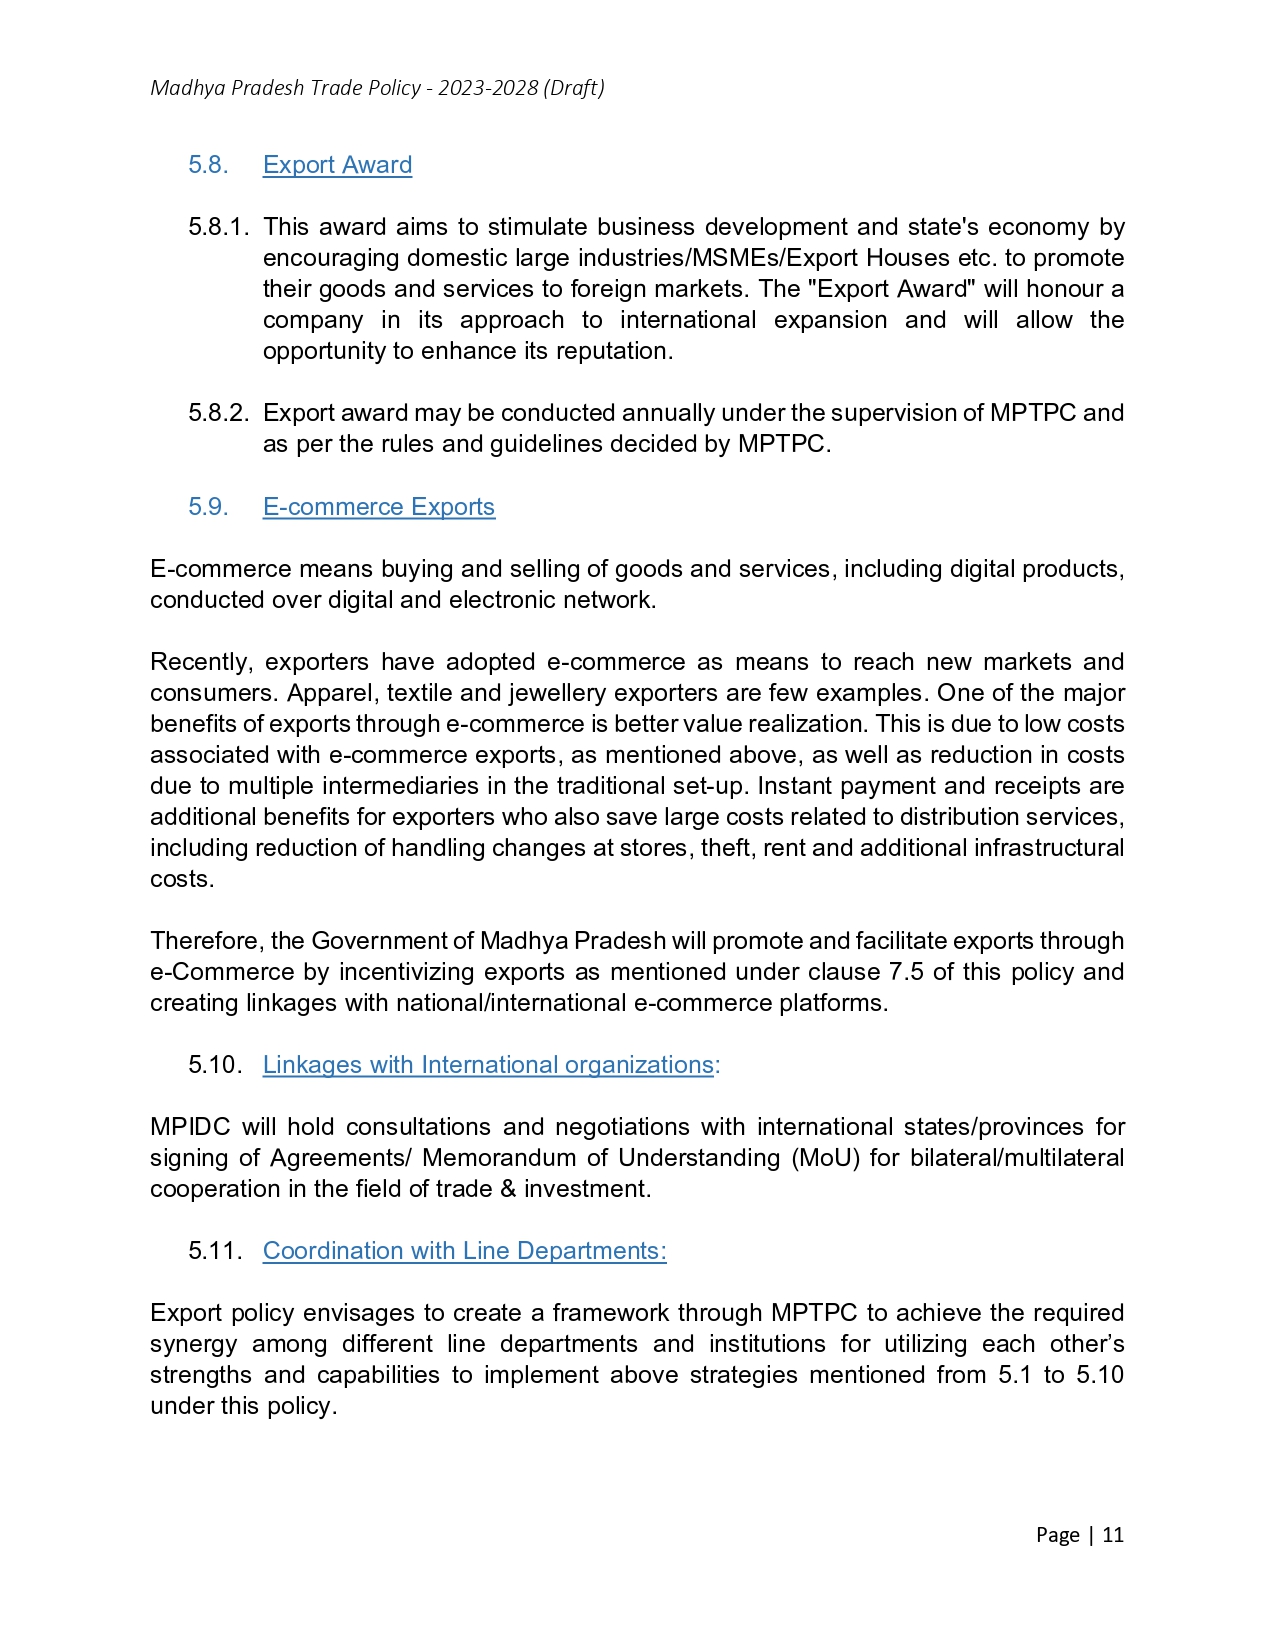 Madhya Pradesh Trade Policy - 2023-2028 (Draft)
5.8. Export Award
5.8.1. This award aims to stimulate business development and state's economy by
encouraging domestic large industries/MSMEs/Export Houses etc. to promote
their goods and services to foreign markets. The "Export Award" will honour a
company in its approach to international expansion and will allow the
opportunity to enhance its reputation.
5.8.2. Export award may be conducted annually under the supervision of MPTPC and
as per the rules and guidelines decided by MPTPC.
5.9. E-commerce Exports
E-commerce means buying and selling of goods and services, including digital products,
conducted over digital and electronic network.
Recently, exporters have adopted e-commerce as means to reach new markets and
consumers. Apparel, textile and jewellery exporters are few examples. One of the major
benefits of exports through e-commerce is better value realization. This is due to low costs
associated with e-commerce exports, as mentioned above, as well as reduction in costs
due to multiple intermediaries in the traditional set-up. Instant payment and receipts are
additional benefits for exporters who also save large costs related to distribution services,
including reduction of handling changes at stores, theft, rent and additional infrastructural
costs.
Therefore, the Government of Madhya Pradesh will promote and facilitate exports through
e-Commerce by incentivizing exports as mentioned under clause 7.5 of this policy and
creating linkages with national/international e-commerce platforms.
5.10. Linkages with International organizations:
MPIDC will hold consultations and negotiations with international states/provinces for
signing of Agreements/ Memorandum of Understanding (MoU) for bilateral/multilateral
cooperation in the field of trade & investment.
5.11. Coordination with Line Departments:
Export policy envisages to create a framework through MPTPC to achieve the required
synergy among different line departments and institutions for utilizing each other’s
strengths and capabilities to implement above strategies mentioned from 5.1 to 5.10
under this policy.
Page | 11